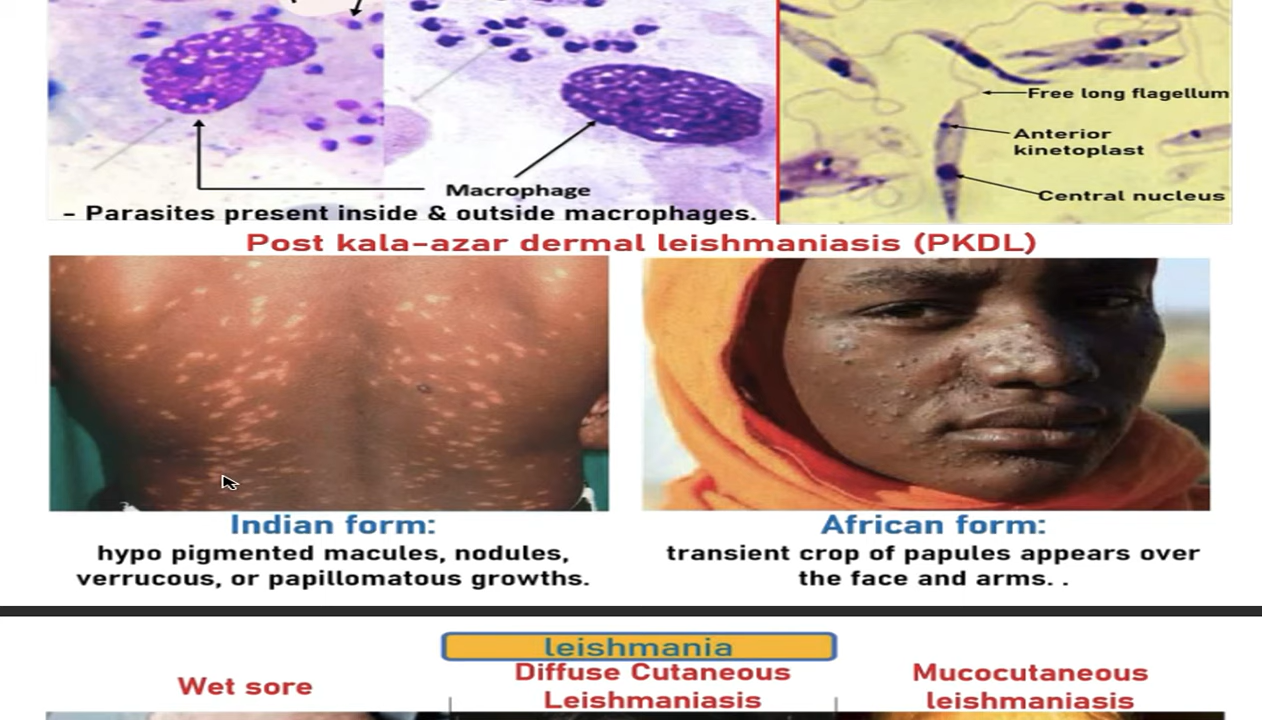 Free long flagellum
Anterior
kinetoplast
Central nucleus
Macrophage
- Parasites present inside & outside macrophages.
Post kala-azar dermal leishmaniasis (PKDL)
Indian form:
hypo pigmented macules, nodules,
verrucous, or papillomatous growths.
African form:
transient crop of papules appears over
the face and arms. .
leishmania
Wet sore
Diffuse Cutaneous
Leishmaniasis
Mucocutaneous
leishmaniasis